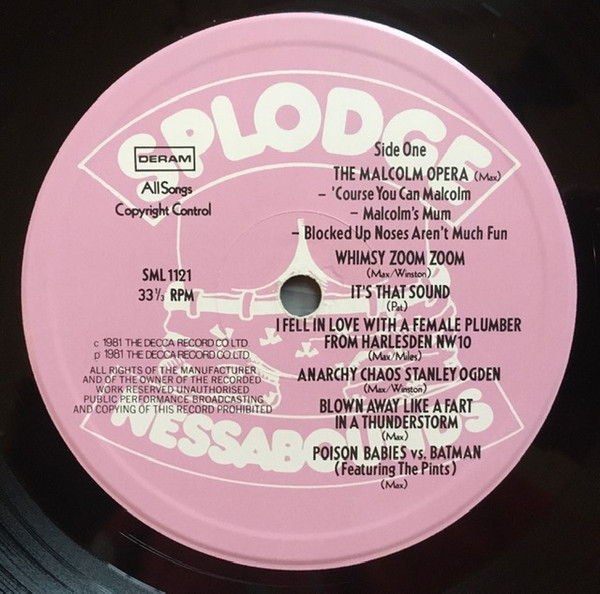 SPLODGE
DERAM
All Songs
Copyright Control
SML 1121
33 1/3 RPM
c 1981 THE DECCA RECORD CO LTD.
p 1981 THE DECCA RECORD CO LTD.
ALL RIGHTS OF THE MANUFACTURER
AND OF THE OWNER OF THE RECORDED
WORK RESERVED UNAUTHORISED
PUBLIC PERFORMANCE BROADCASTING
AND COPYING OF THIS RECORD PROHIBITED
Side One
THE MALCOLM OPERA (Max)
- 'Course You Can Malcolm
- Malcolm's Mum
- Blocked Up Noses Aren't Much Fun
WHIMSY ZOOM ZOOM
(Max/Winston)
IT'S THAT SOUND
(Pat)
I FELL IN LOVE WITH A FEMALE PLUMBER
FROM HARLESDEN NW10
(Max/Miles)
ANARCHY CHAOS STANLEY OGDEN
(Max/Winston)
BLOWN AWAY LIKE A FART
IN A THUNDERSTORM
(Max)
POISON BABIES vs. BATMAN
(Featuring The Pints)
(Max)
NESSABOUNDS